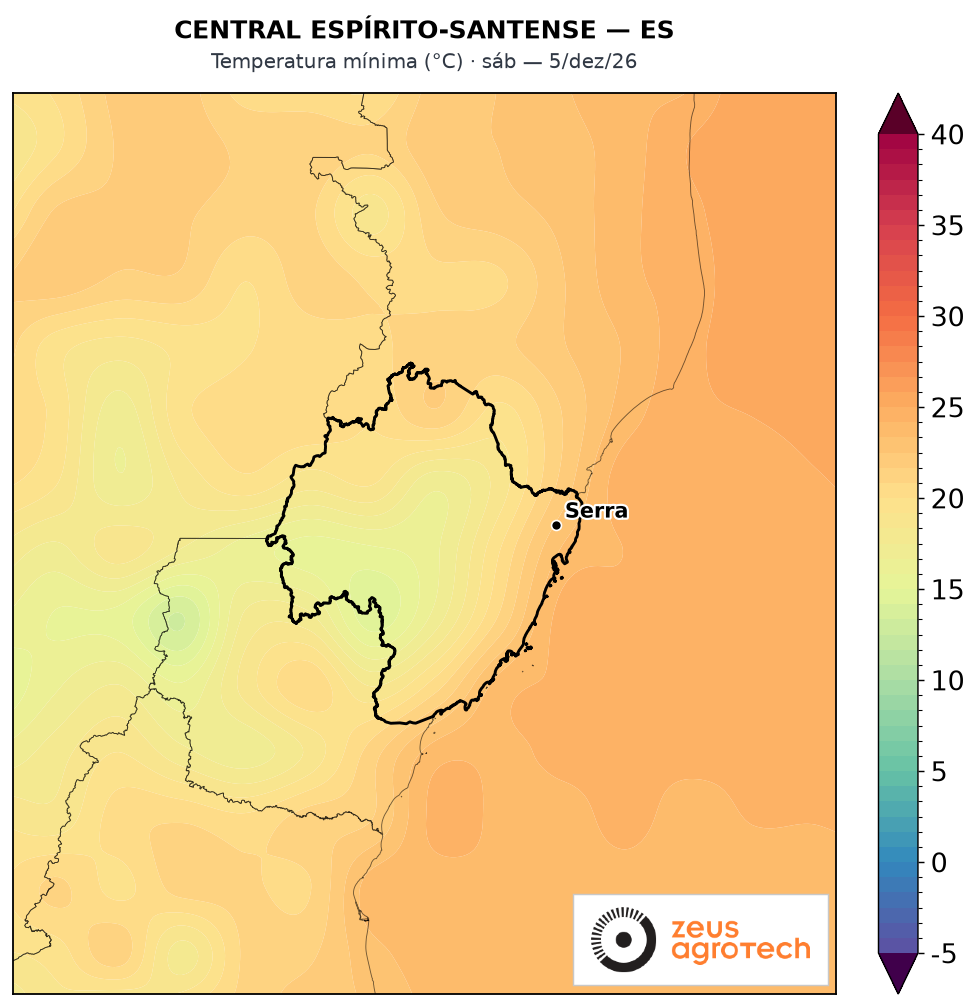 CENTRAL ESPÍRITO-SANTENSE — ES
Temperatura mínima (°C) · sáb — 5/dez/26
40
35
30
25
20
15
10
5
0
-5
Serra
zeus
agrotech